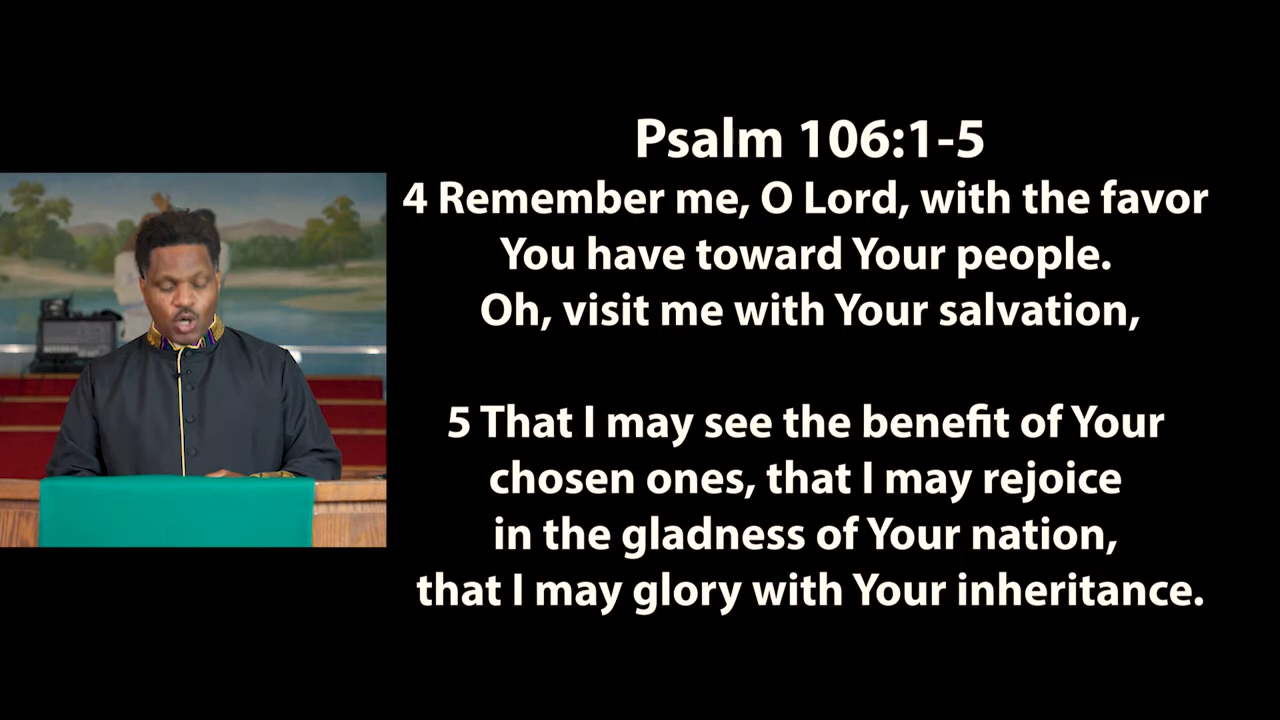 Psalm 106:1-5
4 Remember me, O Lord, with the favor
You have toward Your people.
Oh, visit me with Your salvation,
5 That I may see the benefit of Your
chosen ones, that I may rejoice
in the gladness of Your nation,
that I may glory with Your inheritance.